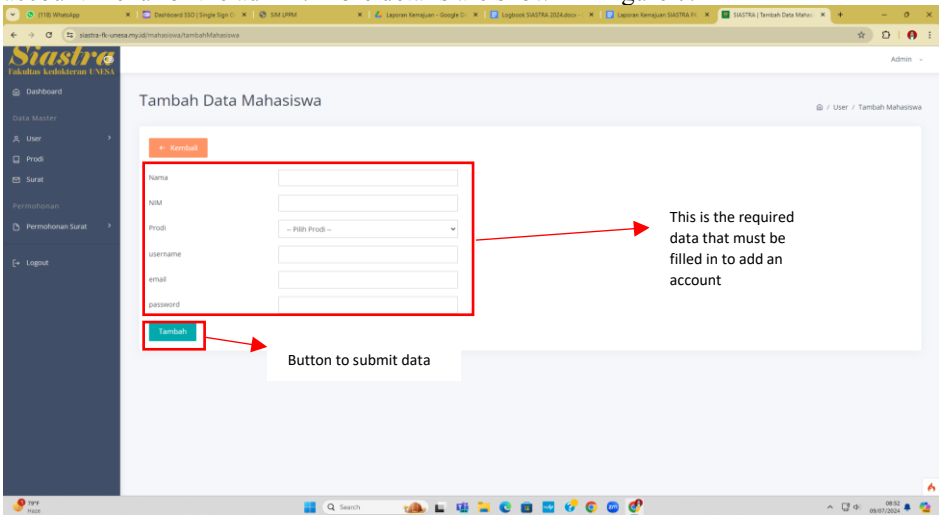 (118) WhatsApp
Dashboard SSO | Single Sign O
SIM LPPM
Laporan Kemajuan - Google D
Logbook SIASTRA 2024.docx
Laporan Kemajuan SIASTRA FK
SIASTRA | Tambah Data Mahas
siastra-fk-unesa.my.id/mahasiswa/tambahMahasiswa
Siastra
Fakultas Kedokteran UNESA
Admin
Dashboard
Data Master
User
Prodi
Surat
Permohonan
Permohonan Surat
Logout
Tambah Data Mahasiswa
/ User / Tambah Mahasiswa
← Kembali
Nama
NIM
Prodi
-- Pilih Prodi --
username
email
password
Tambah
This is the required
data that must be
filled in to add an
account
Button to submit data
79°F
Haze
Search
08:52
09/07/2024